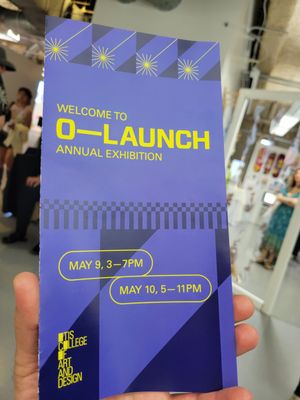 WELCOME TO
O—LAUNCH
ANNUAL EXHIBITION
MAY 9, 3—7PM
MAY 10, 5—11PM
OTIS
COLLEGE
OF
ART
AND
DESIGN